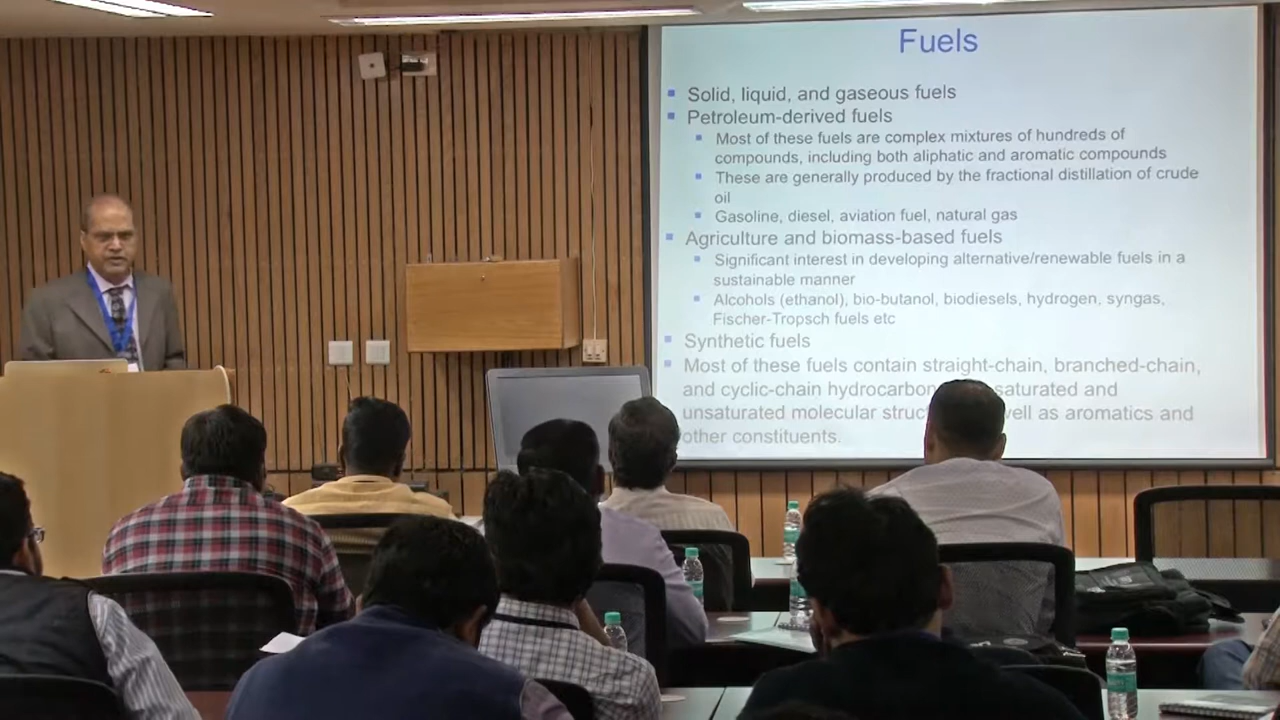 Fuels
Solid, liquid, and gaseous fuels
Petroleum-derived fuels
Most of these fuels are complex mixtures of hundreds of
compounds, including both aliphatic and aromatic compounds
These are generally produced by the fractional distillation of crude
oil
Gasoline, diesel, aviation fuel, natural gas
Agriculture and biomass-based fuels
Significant interest in developing alternative/renewable fuels in a
sustainable manner
Alcohols (ethanol), bio-butanol, biodiesels, hydrogen, syngas,
Fischer-Tropsch fuels etc
Synthetic fuels
Most of these fuels contain straight-chain, branched-chain,
and cyclic-chain hydrocarbon saturated and
unsaturated molecular struc well as aromatics and
other constituents.